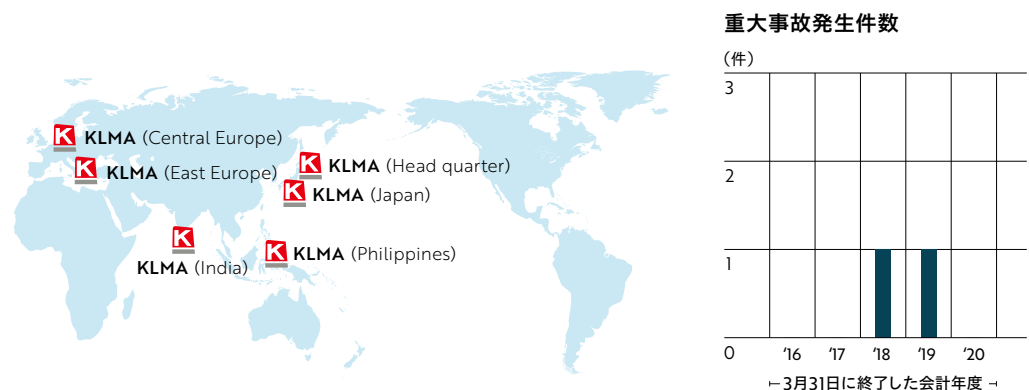 KLMA (Central Europe)
KLMA (East Europe)
KLMA (Head quarter)
KLMA (Japan)
KLMA (India)
KLMA (Philippines)
重大事故発生件数
（件）
3
2
1
0 '16 '17 '18 '19 '20
3月31日に終了した会計年度